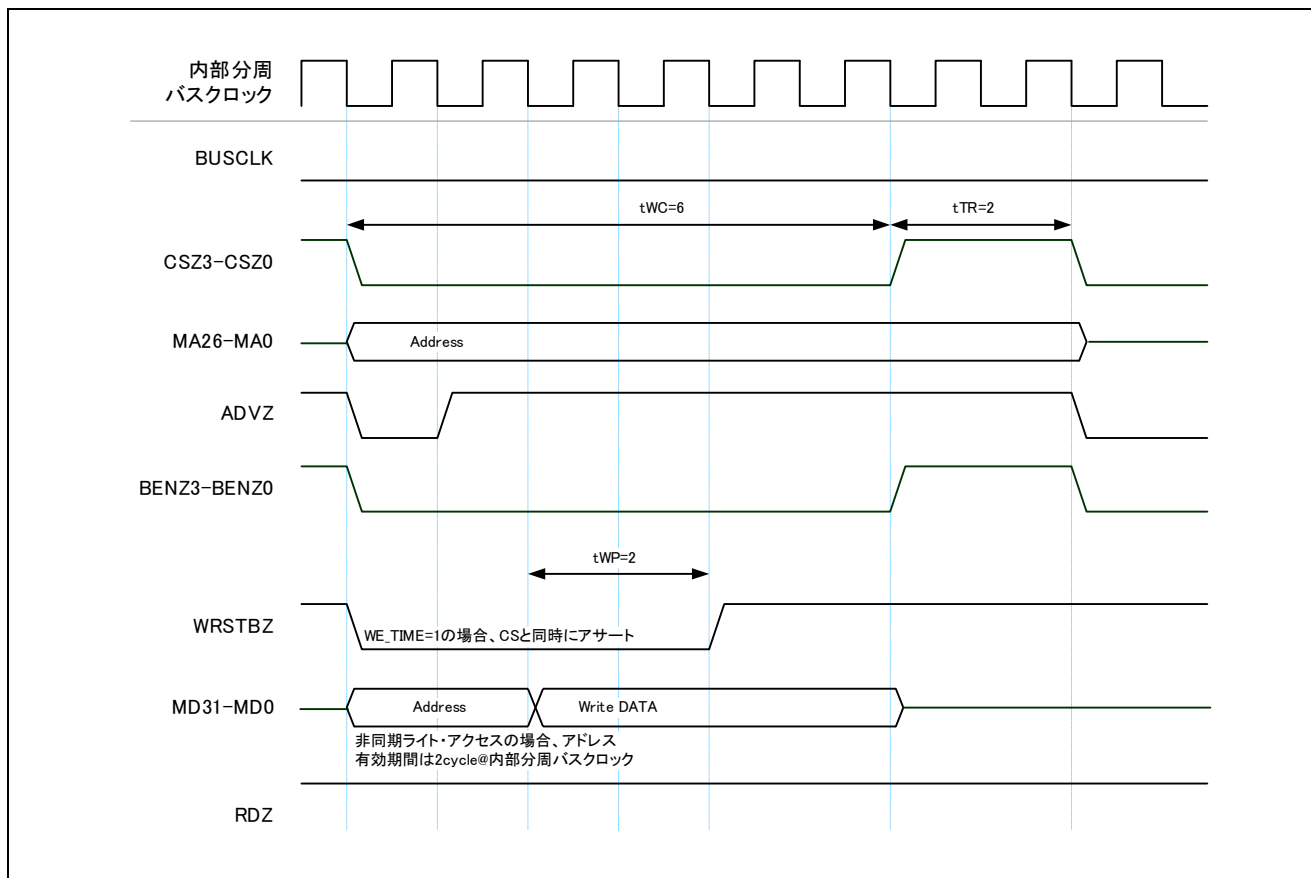 内部分周
バスクロック
BUSCLK
tWC=6
tTR=2
CSZ3-CSZ0
MA26-MA0
Address
ADVZ
BENZ3-BENZ0
tWP=2
WRSTBZ
WE_TIME=1の場合、CSと同時にアサート
MD31-MD0
Address
Write DATA
非同期ライト・アクセスの場合、アドレス
有効期間は2cycle@内部分周バスクロック
RDZ